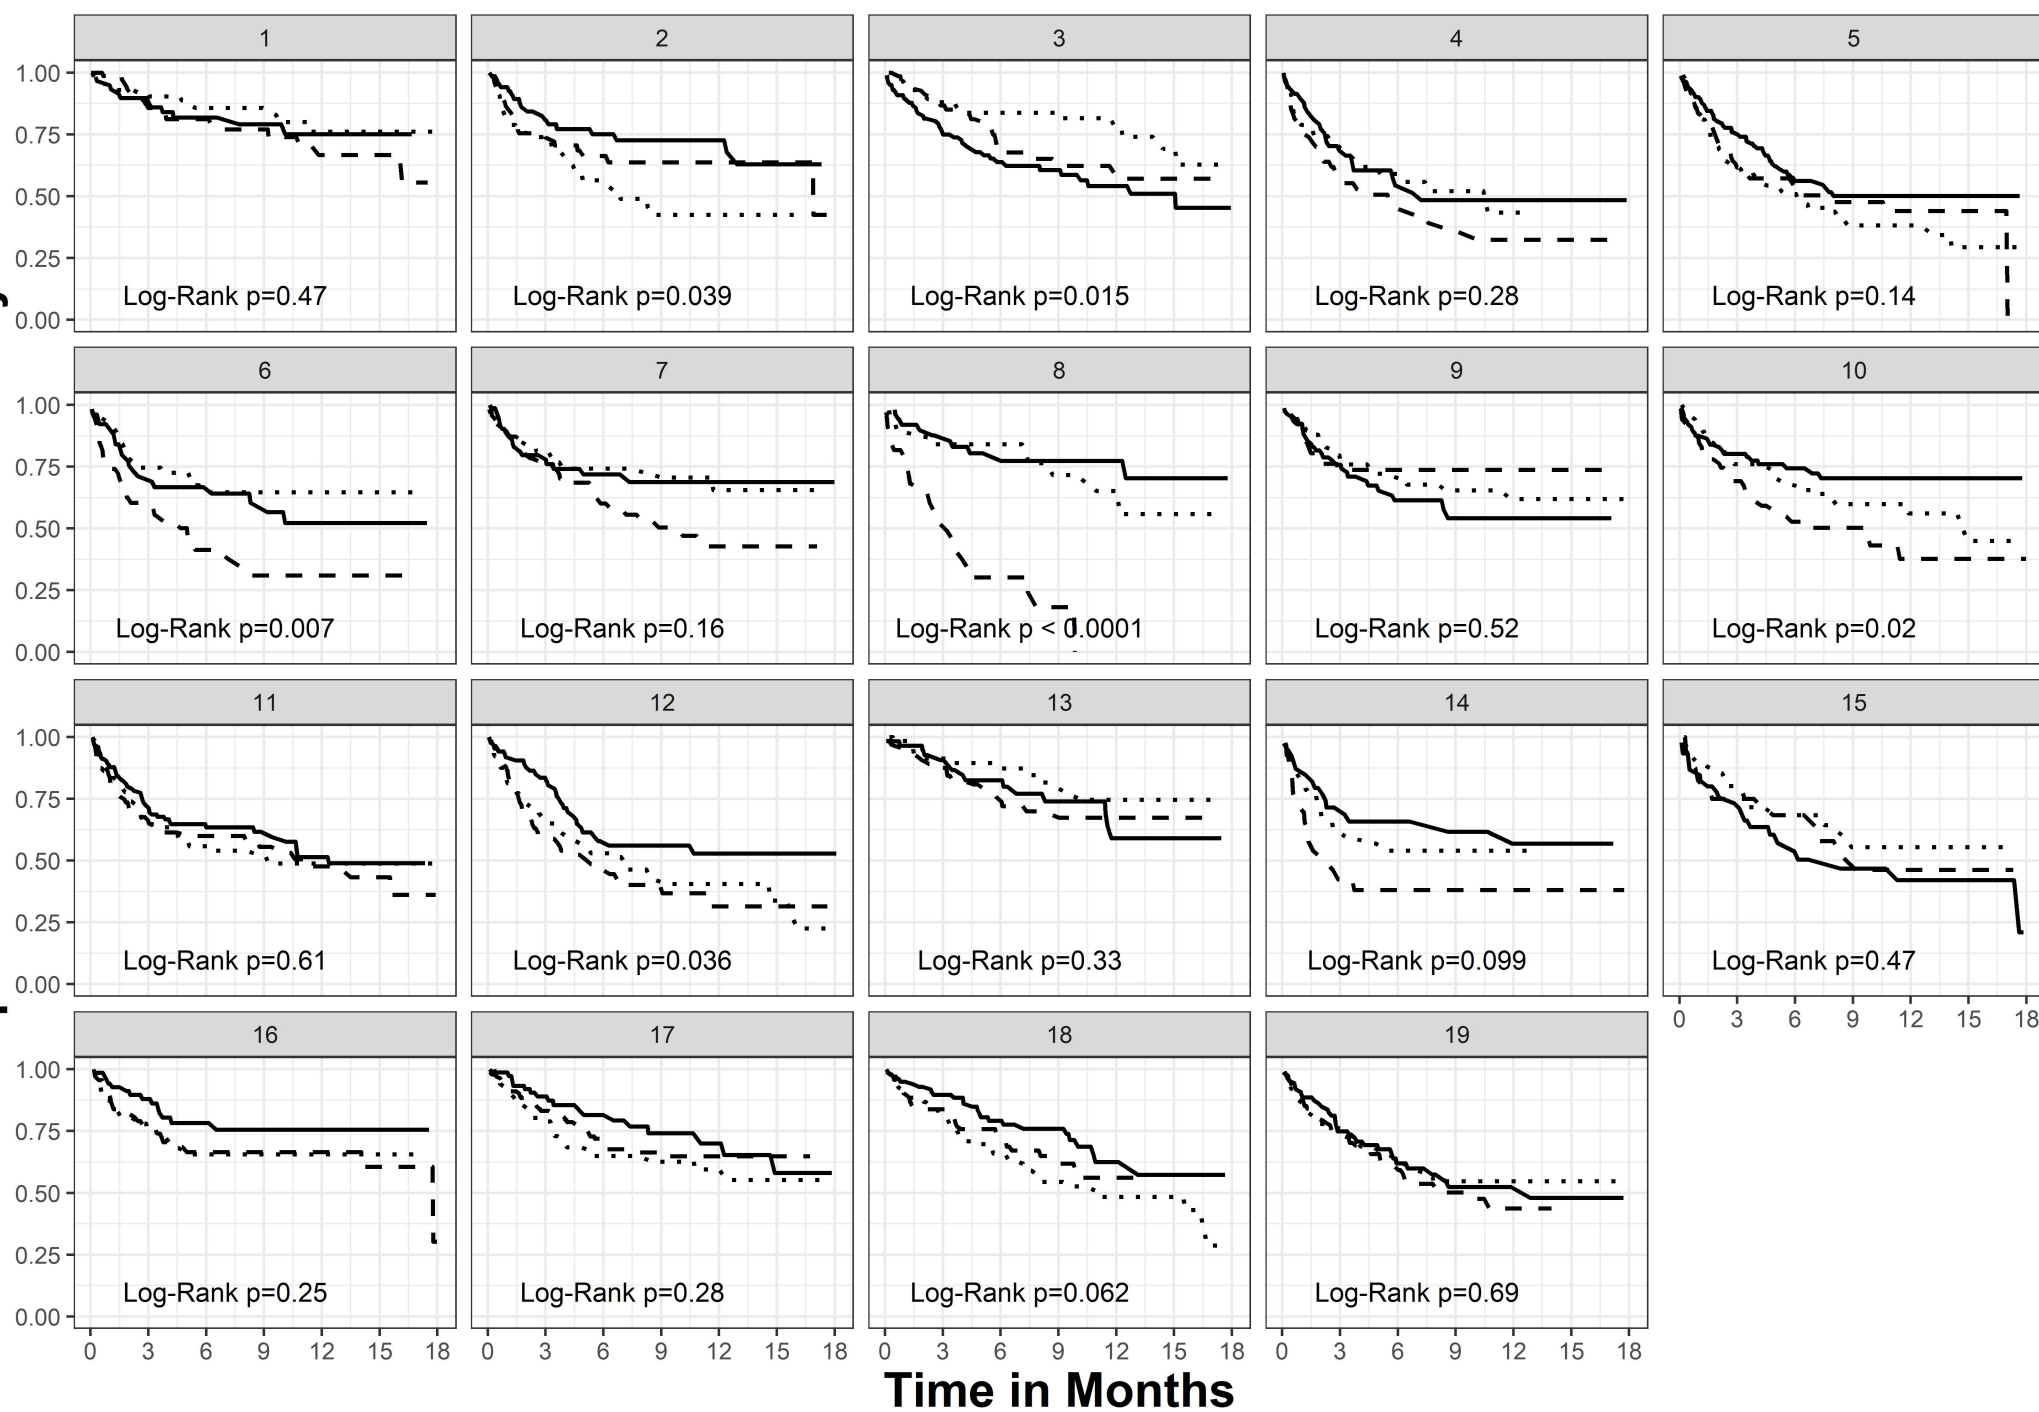 1 2 3 4 5
1.00
0.75
0.50
0.25
0.00
Log-Rank p=0.47 Log-Rank p=0.039 Log-Rank p=0.015 Log-Rank p=0.28 Log-Rank p=0.14
6 7 8 9 10
1.00
0.75
0.50
0.25
0.00
Log-Rank p=0.007 Log-Rank p=0.16 Log-Rank p < 0.0001 Log-Rank p=0.52 Log-Rank p=0.02
11 12 13 14 15
1.00
0.75
0.50
0.25
0.00
Log-Rank p=0.61 Log-Rank p=0.036 Log-Rank p=0.33 Log-Rank p=0.099 Log-Rank p=0.47
0 3 6 9 12 15 18
16 17 18 19
1.00
0.75
0.50
0.25
0.00
Log-Rank p=0.25 Log-Rank p=0.28 Log-Rank p=0.062 Log-Rank p=0.69
0 3 6 9 12 15 18 0 3 6 9 12 15 18 0 3 6 9 12 15 18 0 3 6 9 12 15 18
Time in Months